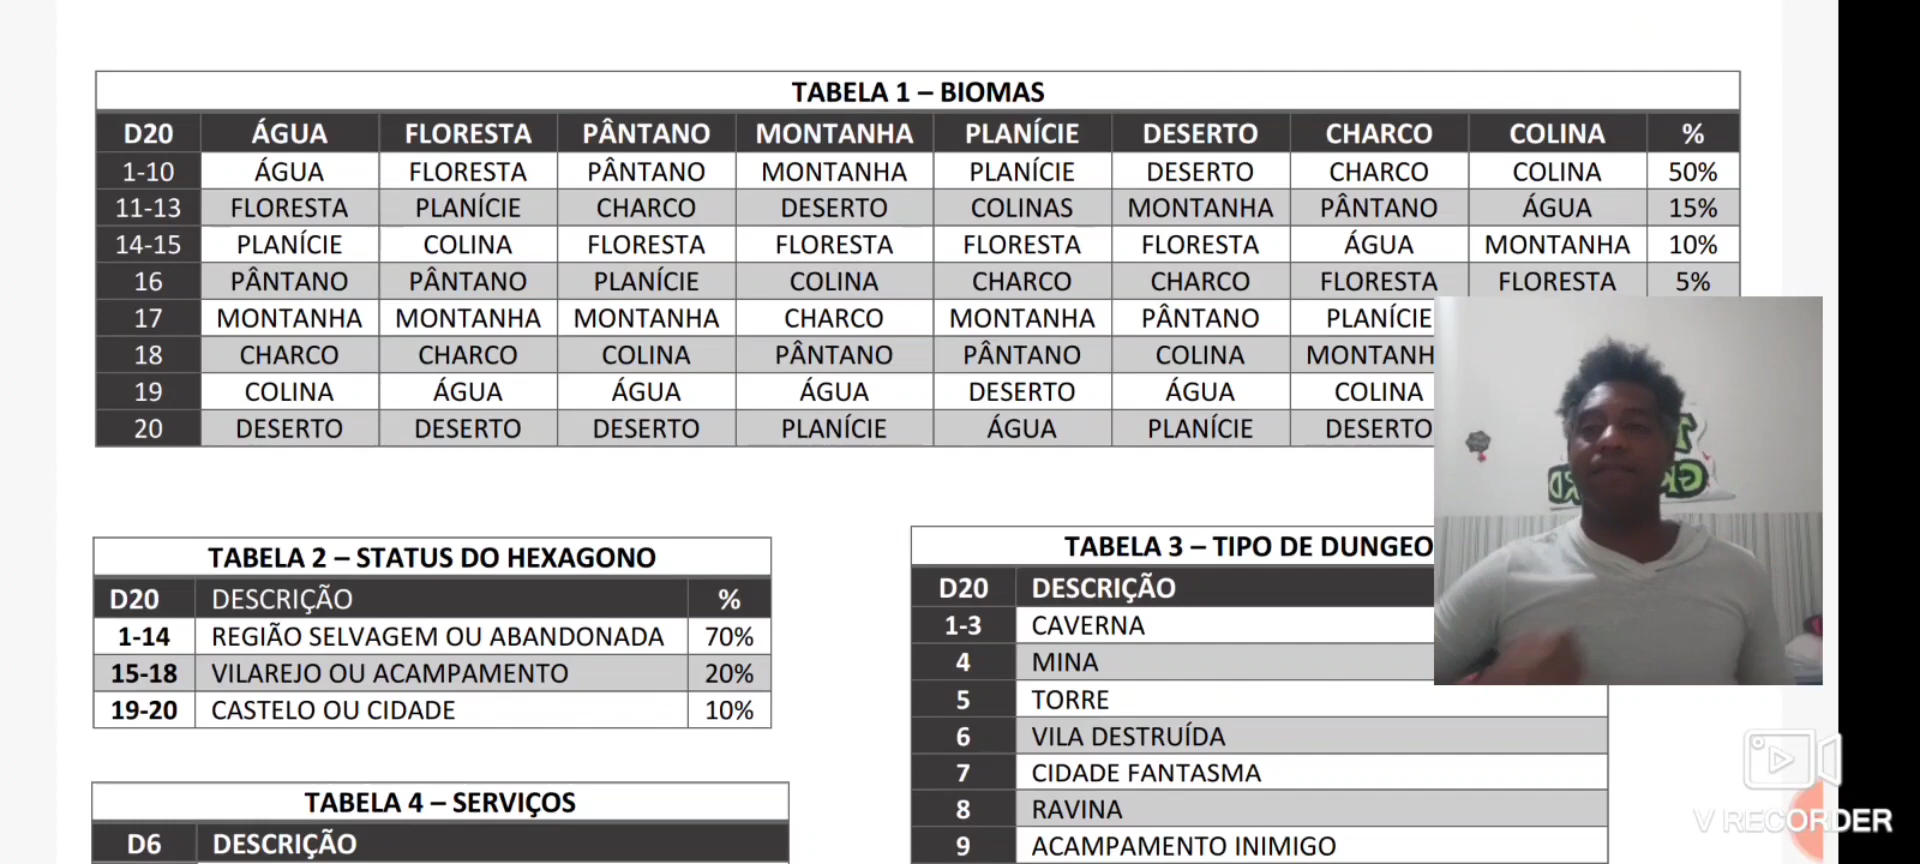 TABELA 1 – BIOMAS
D20 ÁGUA FLORESTA PÂNTANO MONTANHA PLANÍCIE DESERTO CHARCO COLINA %
1-10 ÁGUA FLORESTA PÂNTANO MONTANHA PLANÍCIE DESERTO CHARCO COLINA 50%
11-13 FLORESTA PLANÍCIE CHARCO DESERTO COLINAS MONTANHA PÂNTANO ÁGUA 15%
14-15 PLANÍCIE COLINA FLORESTA FLORESTA FLORESTA FLORESTA ÁGUA MONTANHA 10%
16 PÂNTANO PÂNTANO PLANÍCIE COLINA CHARCO CHARCO FLORESTA FLORESTA 5%
17 MONTANHA MONTANHA MONTANHA CHARCO MONTANHA PÂNTANO PLANÍCIE
18 CHARCO CHARCO COLINA PÂNTANO PÂNTANO COLINA MONTANH
19 COLINA ÁGUA ÁGUA ÁGUA DESERTO ÁGUA COLINA
20 DESERTO DESERTO DESERTO PLANÍCIE ÁGUA PLANÍCIE DESERTO
TABELA 2 – STATUS DO HEXAGONO
D20 DESCRIÇÃO %
1-14 REGIÃO SELVAGEM OU ABANDONADA 70%
15-18 VILAREJO OU ACAMPAMENTO 20%
19-20 CASTELO OU CIDADE 10%
TABELA 3 – TIPO DE DUNGEO
D20 DESCRIÇÃO
1-3 CAVERNA
4 MINA
5 TORRE
6 VILA DESTRUÍDA
7 CIDADE FANTASMA
8 RAVINA
9 ACAMPAMENTO INIMIGO
TABELA 4 – SERVIÇOS
D6 DESCRIÇÃO
V RECORDER